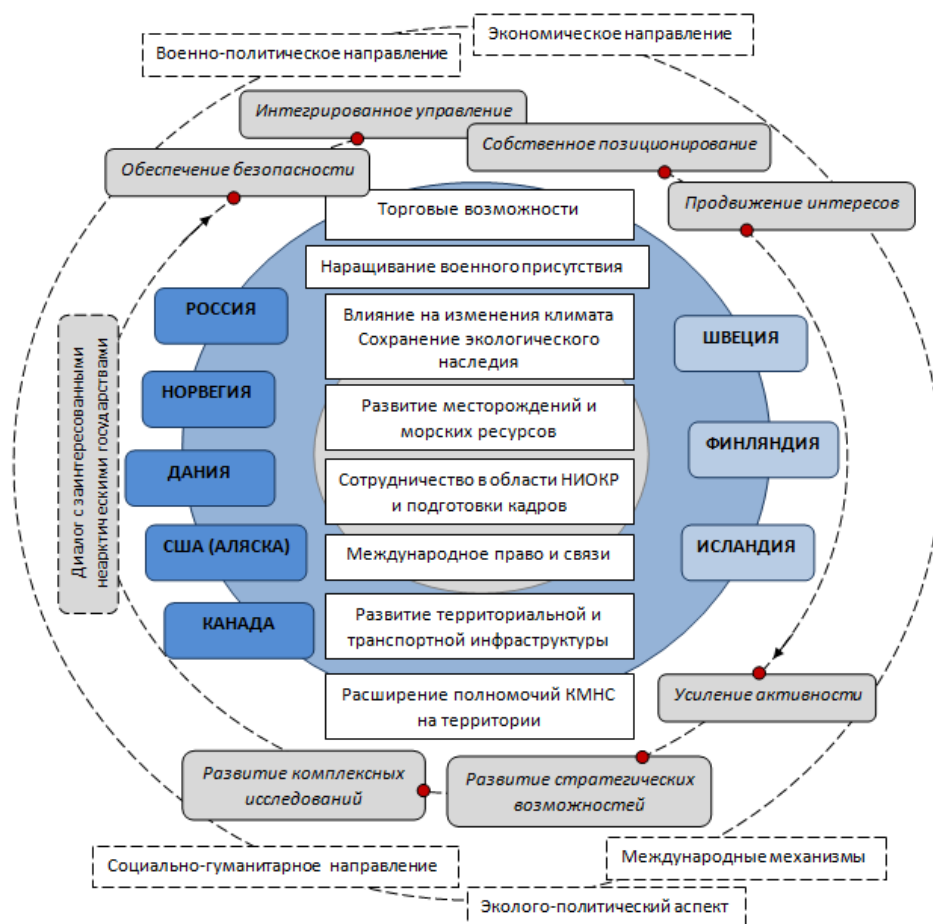 Экономическое направление
Военно-политическое направление
Интегрированное управление
Собственное позиционирование
Обеспечение безопасности
Продвижение интересов
Торговые возможности
Наращивание военного присутствия
РОССИЯ
Влияние на изменения климата
Сохранение экологического
наследия
ШВЕЦИЯ
НОРВЕГИЯ
Развитие месторождений и
морских ресурсов
ФИНЛЯНДИЯ
ДАНИЯ
Сотрудничество в области НИОКР
и подготовки кадров
США (АЛЯСКА)
Международное право и связи
ИСЛАНДИЯ
Диалог с заинтересованными
неарктическими государствами
КАНАДА
Развитие территориальной и
транспортной инфраструктуры
Расширение полномочий КМНС
на территории
Усиление активности
Развитие комплексных
исследований
Развитие стратегических
возможностей
Социально-гуманитарное направление
Международные механизмы
Эколого-политический аспект